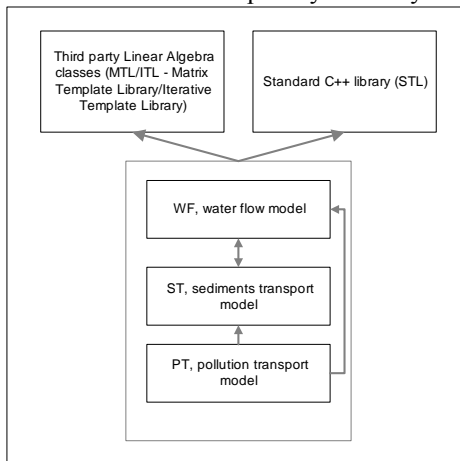 Third party Linear Algebra
classes (MTL/ITL - Matrix
Template Library/Iterative
Template Library)
Standard C++ library (STL)
WF, water flow model
ST, sediments transport
model
PT, pollution transport
model